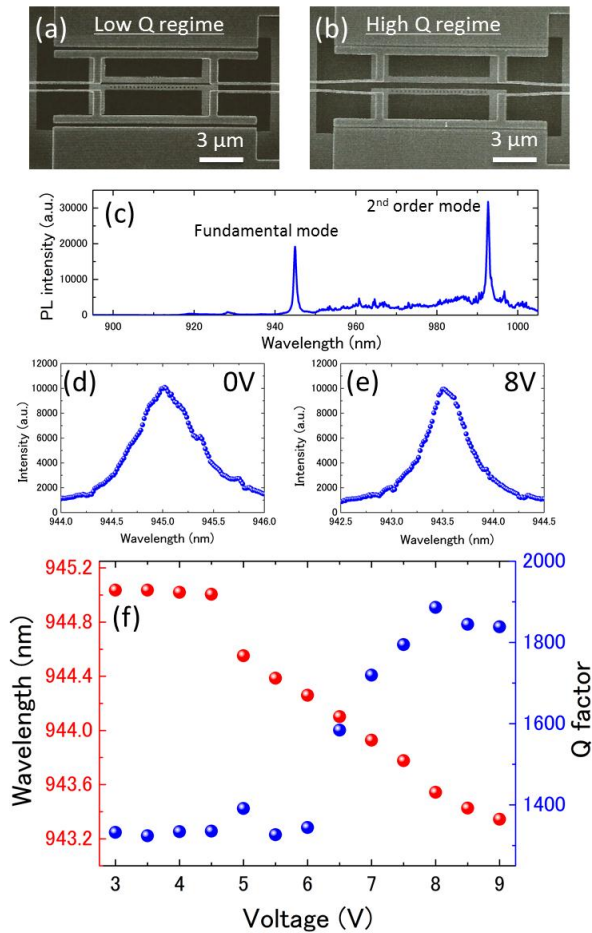 (a) Low Q regime
3 μm
(b) High Q regime
3 μm
(c)
Fundamental mode
2nd order mode
PL intensity (a.u.)
30000
20000
10000
0
900 920 940 960 980 1000
Wavelength (nm)
(d) 0V
Intensity (a.u.)
12000
10000
8000
6000
4000
2000
0
944.0 944.5 945.0 945.5 946.0
Wavelength (nm)
(e) 8V
Intensity (a.u.)
12000
10000
8000
6000
4000
2000
0
942.5 943.0 943.5 944.0 944.5
Wavelength (nm)
(f)
Wavelength (nm)
945.2
944.8
944.4
944.0
943.6
943.2
2000
1800
1600
1400
Q factor
3 4 5 6 7 8 9
Voltage (V)